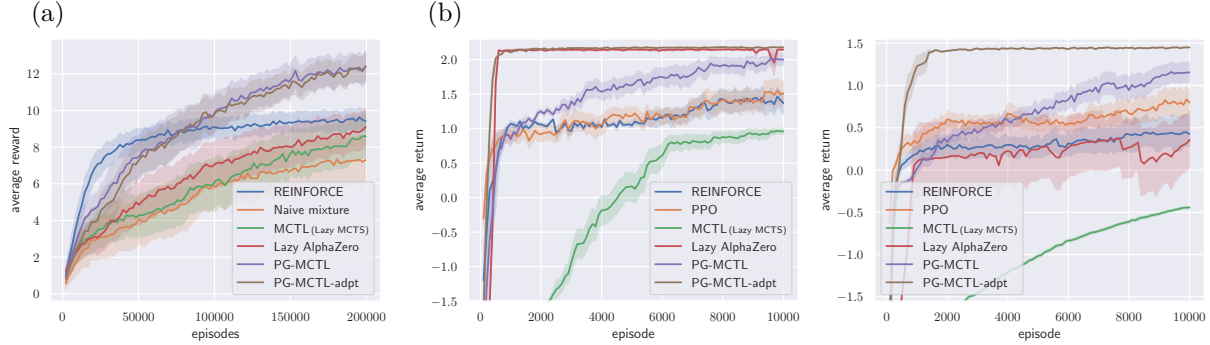 (a)
average reward
12
10
8
6
4
2
0
REINFORCE
Naive mixture
MCTL (Lazy MCTS)
Lazy AlphaZero
PG-MCTL
PG-MCTL-adpt
0 50000 100000 150000 200000
episodes
(b)
average return
2.0
1.5
1.0
0.5
0.0
−0.5
−1.0
−1.5
REINFORCE
PPO
MCTL (Lazy MCTS)
Lazy AlphaZero
PG-MCTL
PG-MCTL-adpt
0 2000 4000 6000 8000 10000
episode
average return
1.5
1.0
0.5
0.0
−0.5
−1.0
−1.5
REINFORCE
PPO
MCTL (Lazy MCTS)
Lazy AlphaZero
PG-MCTL
PG-MCTL-adpt
0 2000 4000 6000 8000 10000
episode